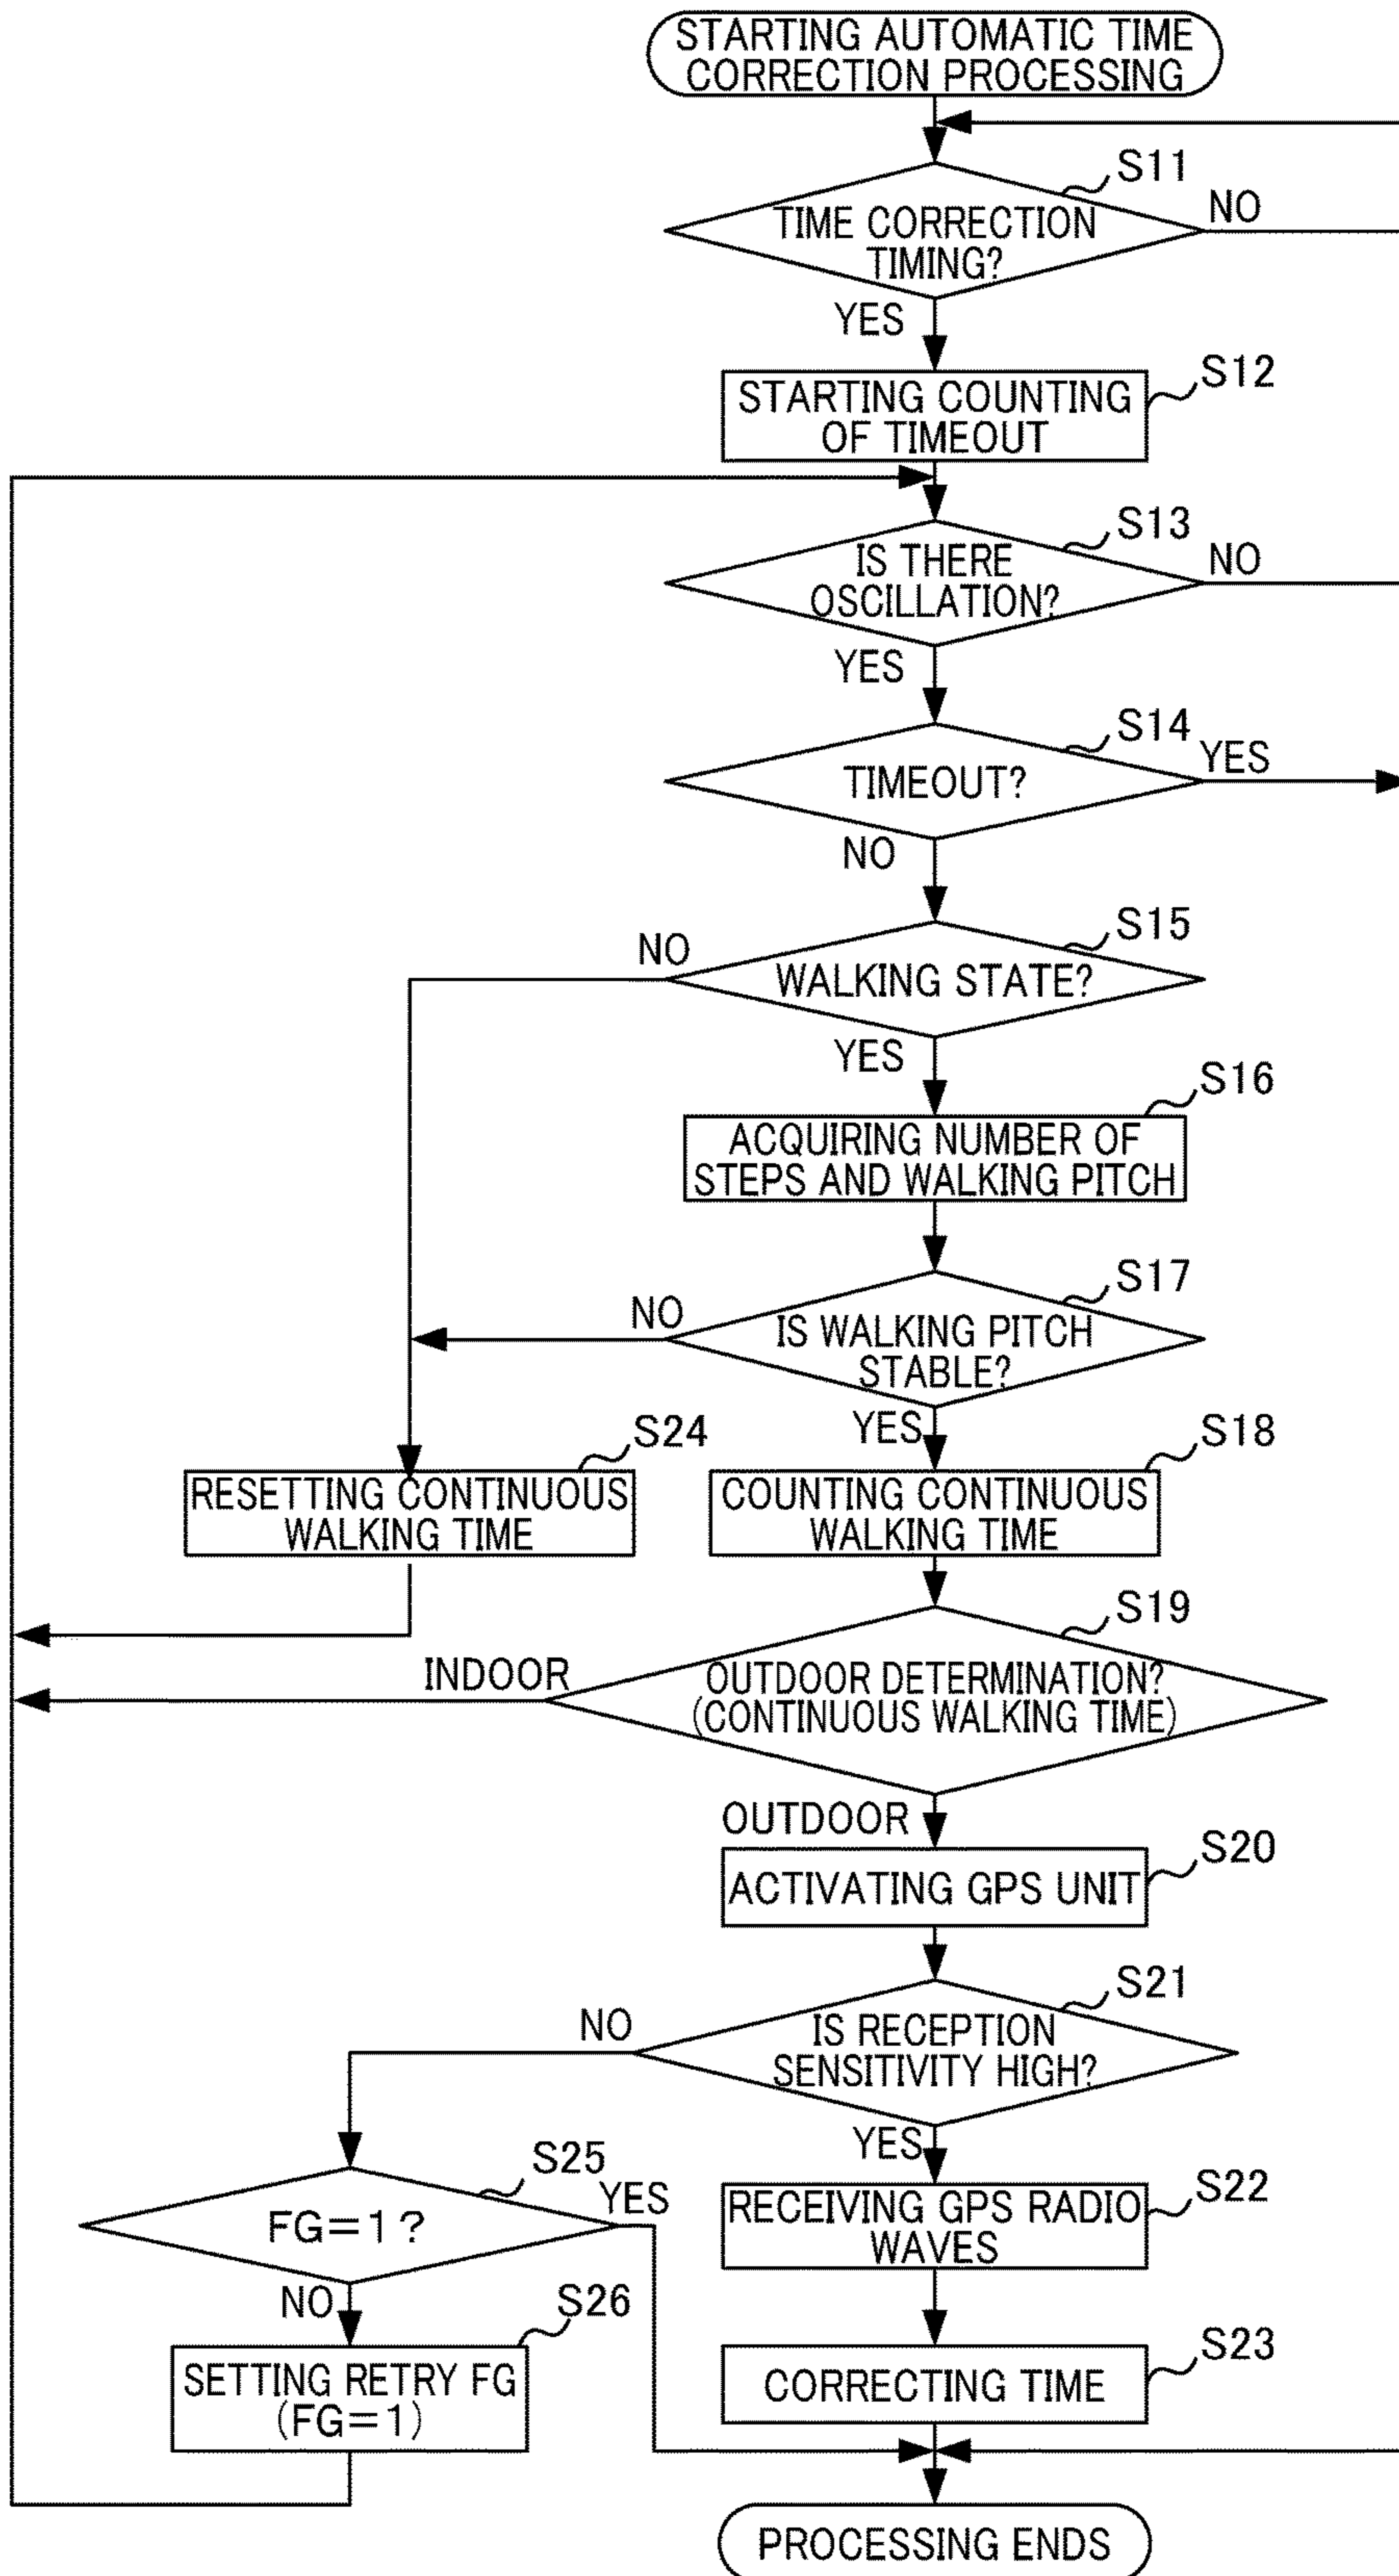 STARTING AUTOMATIC TIME
CORRECTION PROCESSING
S11
TIME CORRECTION
TIMING?
NO
YES
S12
STARTING COUNTING
OF TIMEOUT
S13
IS THERE
OSCILLATION?
NO
YES
S14
TIMEOUT?
YES
NO
S15
WALKING STATE?
NO
YES
S16
ACQUIRING NUMBER OF
STEPS AND WALKING PITCH
S17
IS WALKING PITCH
STABLE?
NO
YES
S24
RESETTING CONTINUOUS
WALKING TIME
S18
COUNTING CONTINUOUS
WALKING TIME
S19
OUTDOOR DETERMINATION?
(CONTINUOUS WALKING TIME)
INDOOR
OUTDOOR
S20
ACTIVATING GPS UNIT
S21
IS RECEPTION
SENSITIVITY HIGH?
NO
YES
S25
FG=1?
YES
NO
S22
RECEIVING GPS RADIO
WAVES
S26
SETTING RETRY FG
(FG=1)
S23
CORRECTING TIME
PROCESSING ENDS